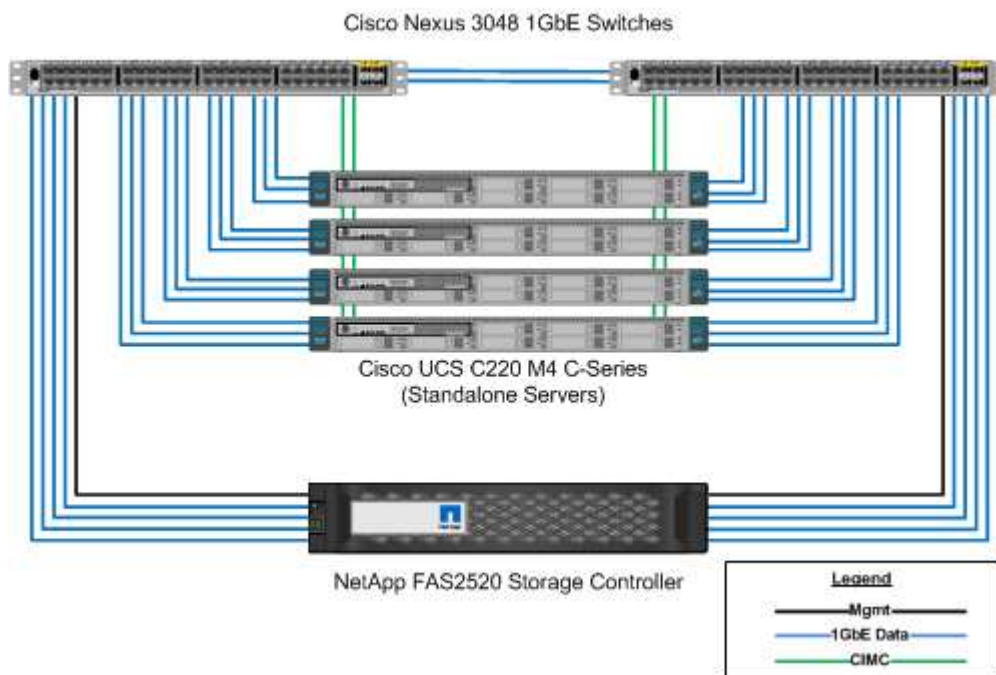 Cisco Nexus 3048 1GbE Switches
Cisco UCS C220 M4 C-Series
(Standalone Servers)
NetApp FAS2520 Storage Controller
Legend
Mgmt
1GbE Data
CIMC